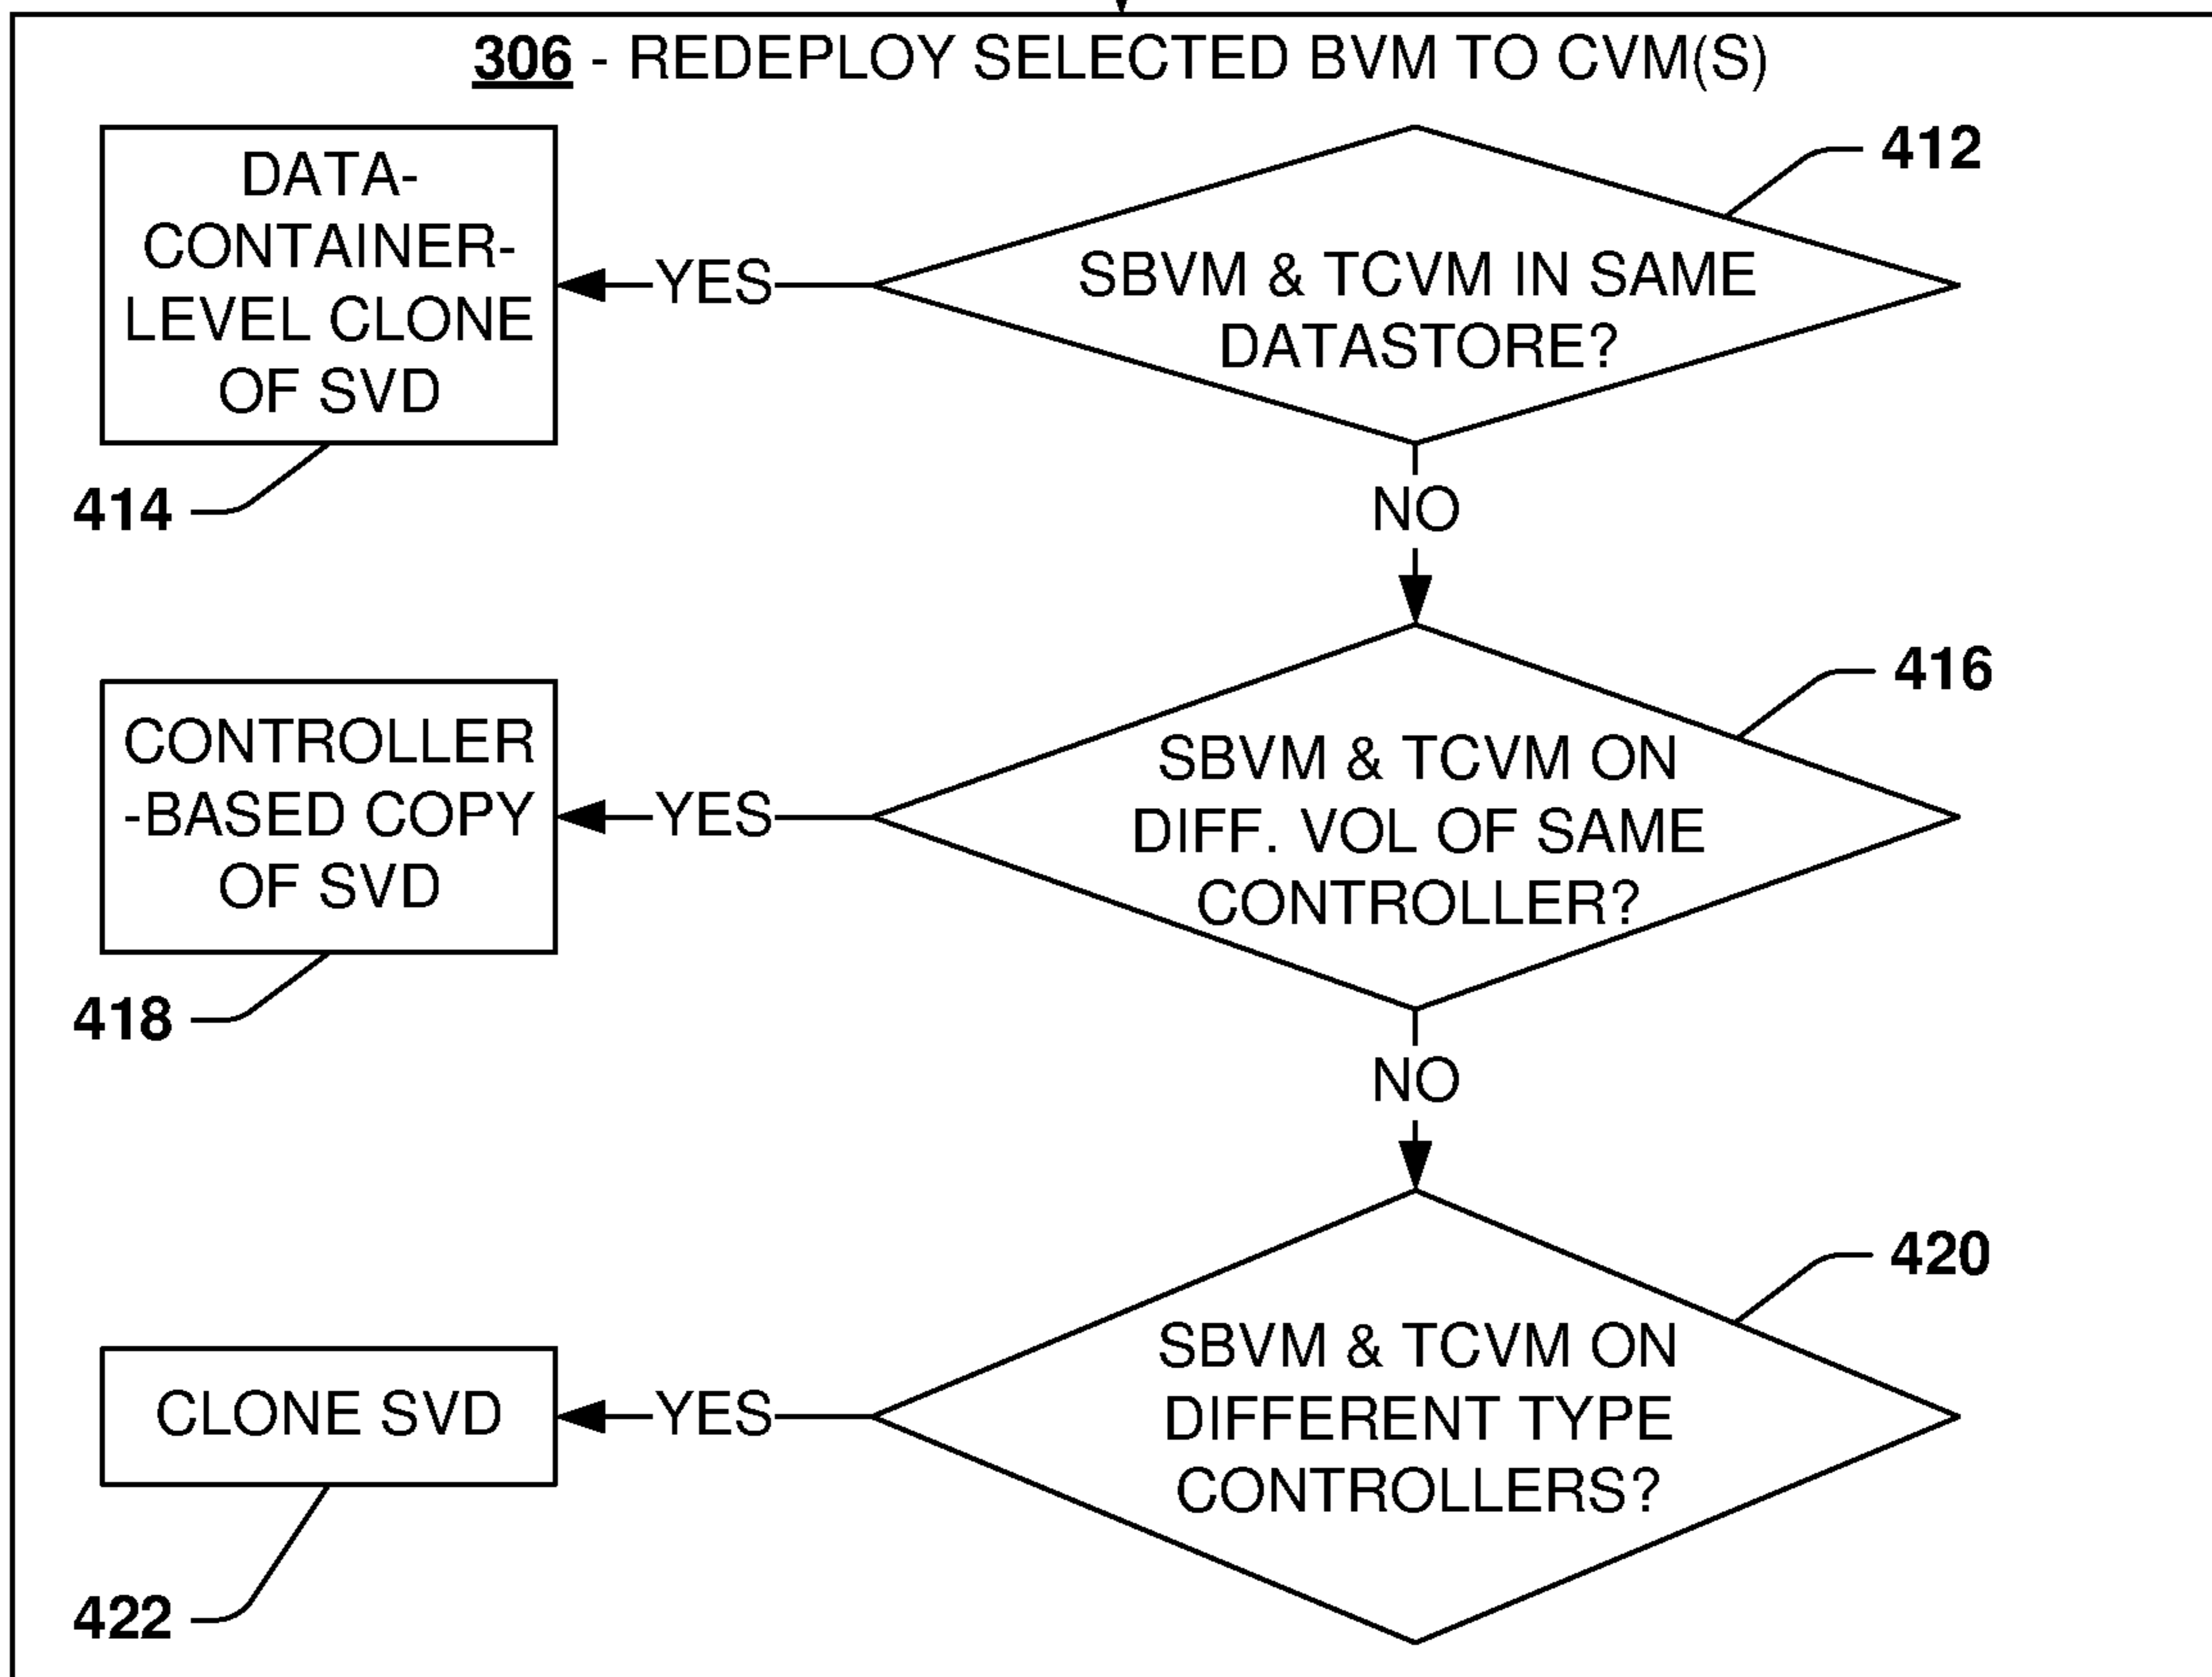 306 - REDEPLOY SELECTED BVM TO CVM(S)
DATA-
CONTAINER-
LEVEL CLONE
OF SVD
414
YES
SBVM & TCVM IN SAME
DATASTORE?
412
NO
CONTROLLER
-BASED COPY
OF SVD
418
YES
SBVM & TCVM ON
DIFF. VOL OF SAME
CONTROLLER?
416
NO
CLONE SVD
422
YES
SBVM & TCVM ON
DIFFERENT TYPE
CONTROLLERS?
420